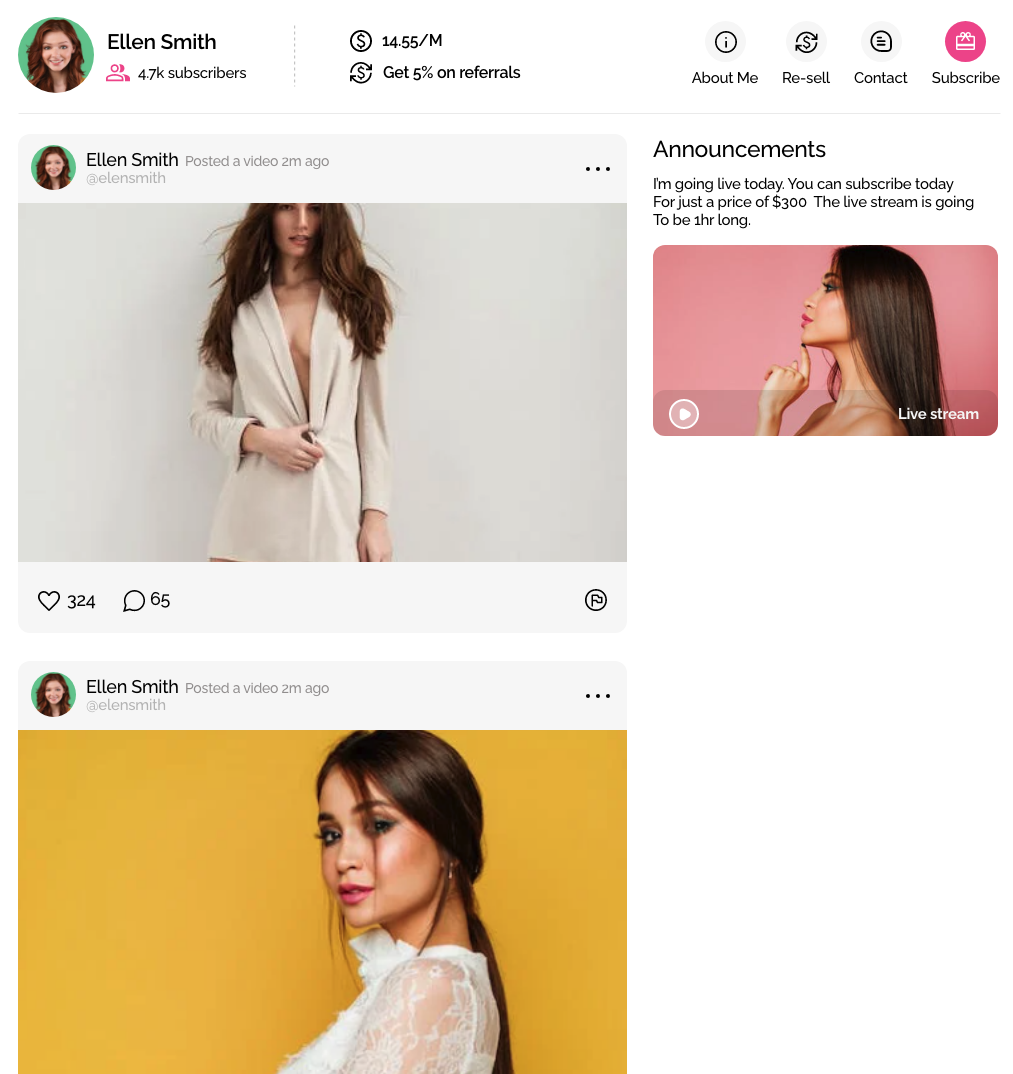 Ellen Smith
4.7k subscribers
14.55/M
Get 5% on referrals
About Me
Re-sell
Contact
Subscribe
Ellen Smith Posted a video 2m ago
@elensmith
324
65
Announcements
I'm going live today. You can subscribe today
For just a price of $300 The live stream is going
To be 1hr long.
Live stream
Ellen Smith Posted a video 2m ago
@elensmith